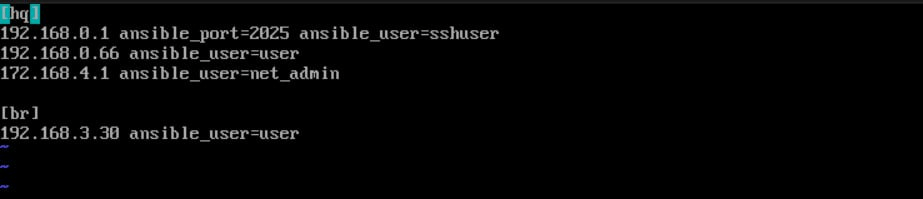 [hq]
192.168.0.1 ansible_port=2025 ansible_user=sshuser
192.168.0.66 ansible_user=user
172.168.4.1 ansible_user=net_admin
[br]
192.168.3.30 ansible_user=user
~
~
~